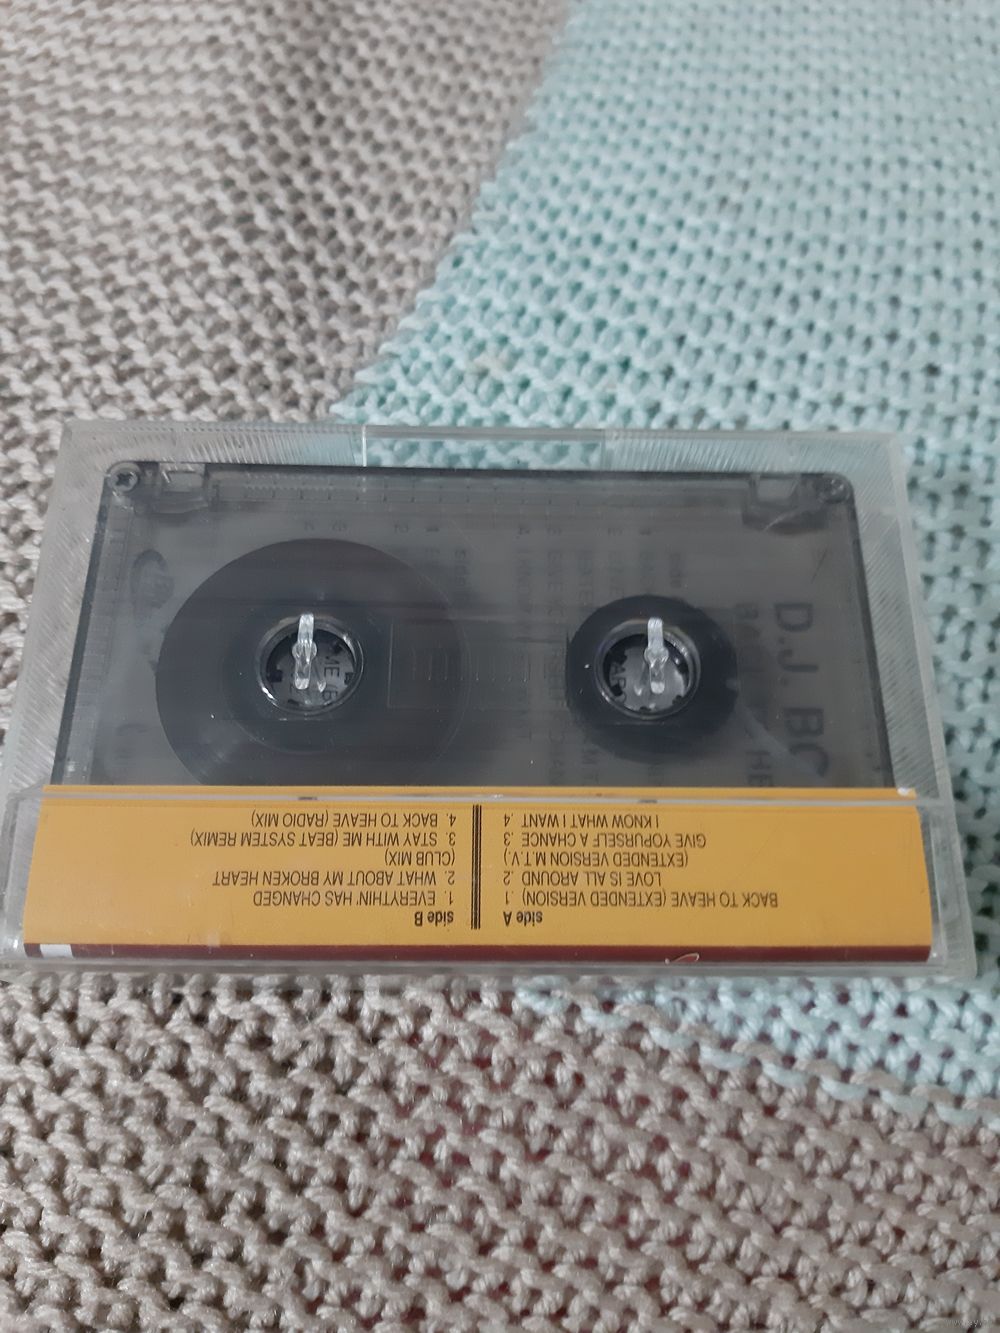 side A
BACK TO HEAVE (EXTENDED VERSION) .1
LOVE IS ALL AROUND .2
(EXTENDED VERSION M.T.V.)
GIVE YOPURSELF A CHANCE .3
I KNOW WHAT I WANT .4
side B
1. EVERYTHIN' HAS CHANGED
2. WHAT ABOUT MY BROKEN HEART
(CLUB MIX)
3. STAY WITH ME (BEAT SYSTEM REMIX)
4. BACK TO HEAVE (RADIO MIX)
D.J.